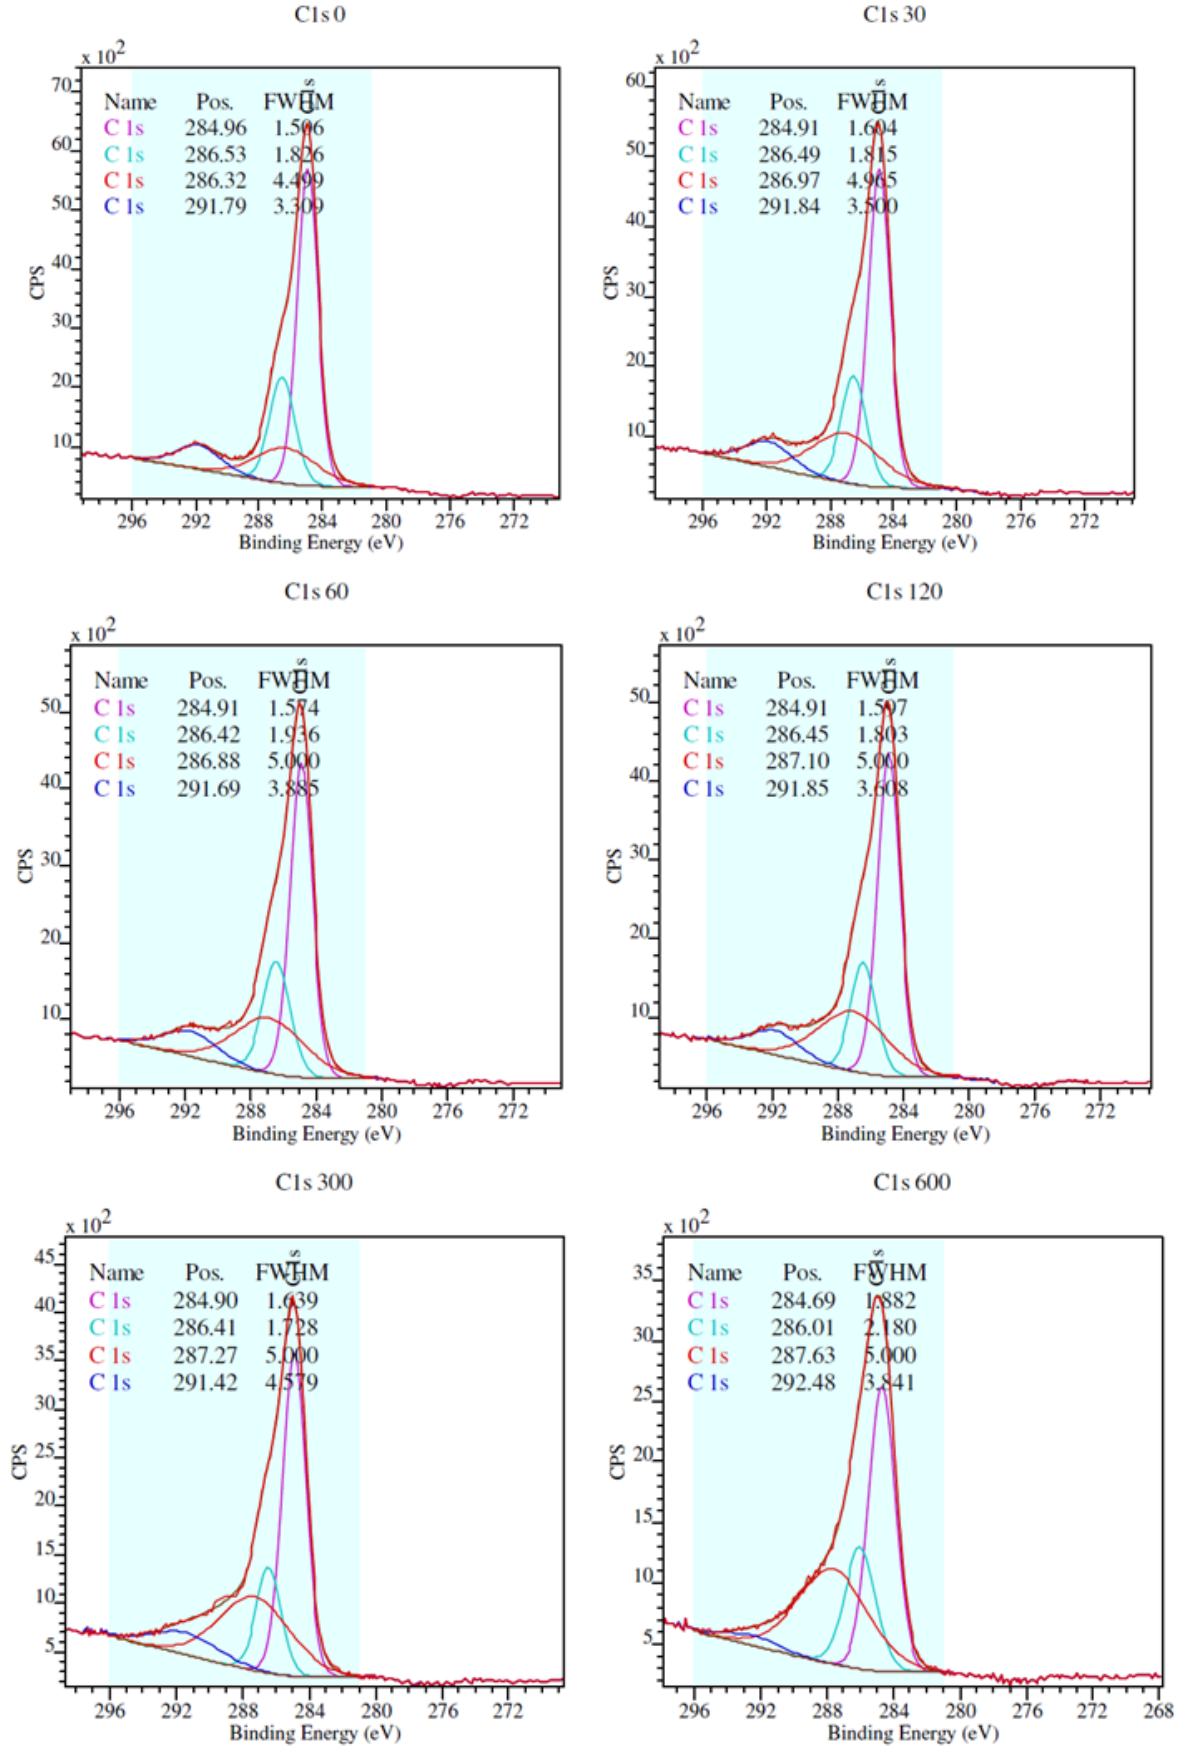 C1s 0
x 10²
Name Pos. FWHM
C 1s 284.96 1.506
C 1s 286.53 1.826
C 1s 286.32 4.499
C 1s 291.79 3.309
C1s
70
60
50
40
30
20
10
CPS
296 292 288 284 280 276 272
Binding Energy (eV)
C1s 30
x 10²
Name Pos. FWHM
C 1s 284.91 1.604
C 1s 286.49 1.815
C 1s 286.97 4.965
C 1s 291.84 3.500
C1s
60
50
40
30
20
10
CPS
296 292 288 284 280 276 272
Binding Energy (eV)
C1s 60
x 10²
Name Pos. FWHM
C 1s 284.91 1.574
C 1s 286.42 1.936
C 1s 286.88 5.000
C 1s 291.69 3.885
C1s
50
40
30
20
10
CPS
296 292 288 284 280 276 272
Binding Energy (eV)
C1s 120
x 10²
Name Pos. FWHM
C 1s 284.91 1.597
C 1s 286.45 1.803
C 1s 287.10 5.000
C 1s 291.85 3.608
C1s
50
40
30
20
10
CPS
296 292 288 284 280 276 272
Binding Energy (eV)
C1s 300
x 10²
Name Pos. FWHM
C 1s 284.90 1.639
C 1s 286.41 1.728
C 1s 287.27 5.000
C 1s 291.42 4.579
C1s
45
40
35
30
25
20
15
10
5
CPS
296 292 288 284 280 276 272
Binding Energy (eV)
C1s 600
x 10²
Name Pos. FWHM
C 1s 284.69 1.882
C 1s 286.01 2.180
C 1s 287.63 5.000
C 1s 292.48 3.841
C1s
35
30
25
20
15
10
5
CPS
296 292 288 284 280 276 272 268
Binding Energy (eV)